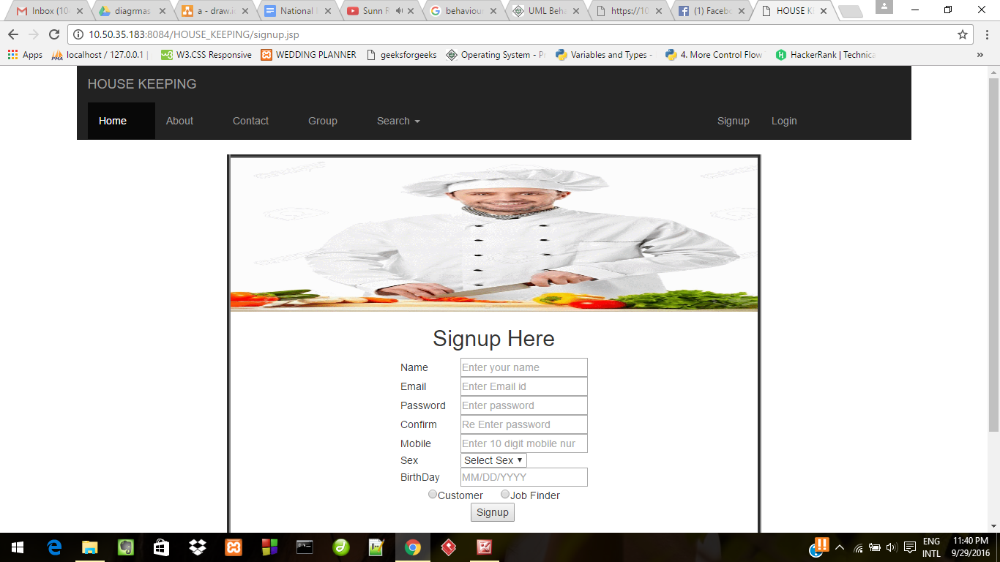 Inbox (10- diagrmas a - draw.i National Sunn F behaviour UML Beha https://10 (1) Facebo HOUSE KE
10.50.35.183:8084/HOUSE_KEEPING/signup.jsp
Apps localhost / 127.0.0.1 | W3.CSS Responsive WEDDING PLANNER geeksforgeeks Operating System - Pr Variables and Types - 4. More Control Flow HackerRank | Technica »
HOUSE KEEPING
Home About Contact Group Search Signup Login
Signup Here
Name Enter your name
Email Enter Email id
Password Enter password
Confirm Re Enter password
Mobile Enter 10 digit mobile nur
Sex Select Sex
BirthDay MM/DD/YYYY
Customer Job Finder
Signup
ENG 11:40 PM
INTL 9/29/2016